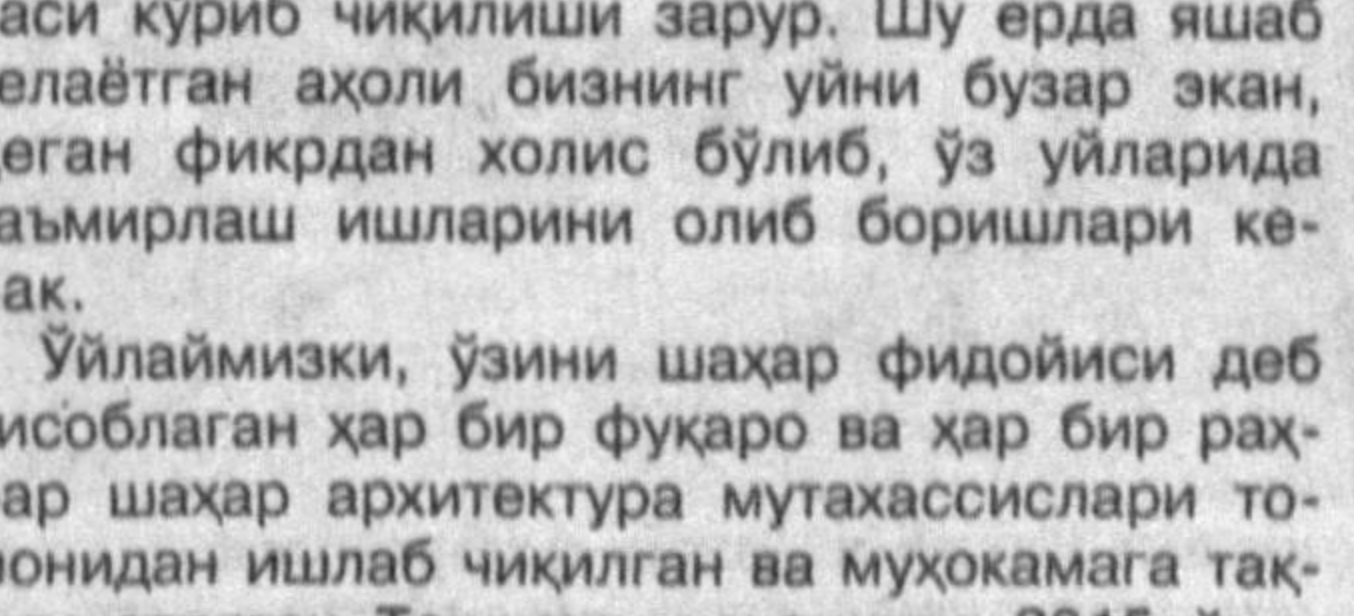 аси кўриб чиқилиши зарур. Шу ерда яшаб
елаётган аҳоли бизнинг уйни бузар экан,
еган фикрдан холис бўлиб, ўз уйларида
аъмирлаш ишларини олиб боришлари ке-
ак.
Ўйлаймизки, ўзини шаҳар фидойиси деб
исоблаган ҳар бир фуқаро ва ҳар бир раҳ-
ар шаҳар архитектура мутахассислари то-
онидан ишлаб чиқилган ва муҳокамага тақ-